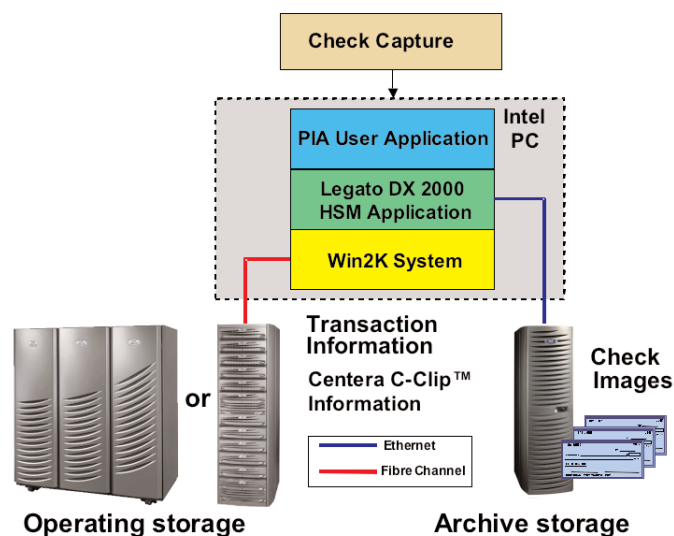 Check Capture
Intel
PC
PIA User Application
Legato DX 2000
HSM Application
Win2K System
Transaction
Information
Centera C-Clip™
Information
or
Check
Images
Ethernet
Fibre Channel
Operating storage
Archive storage